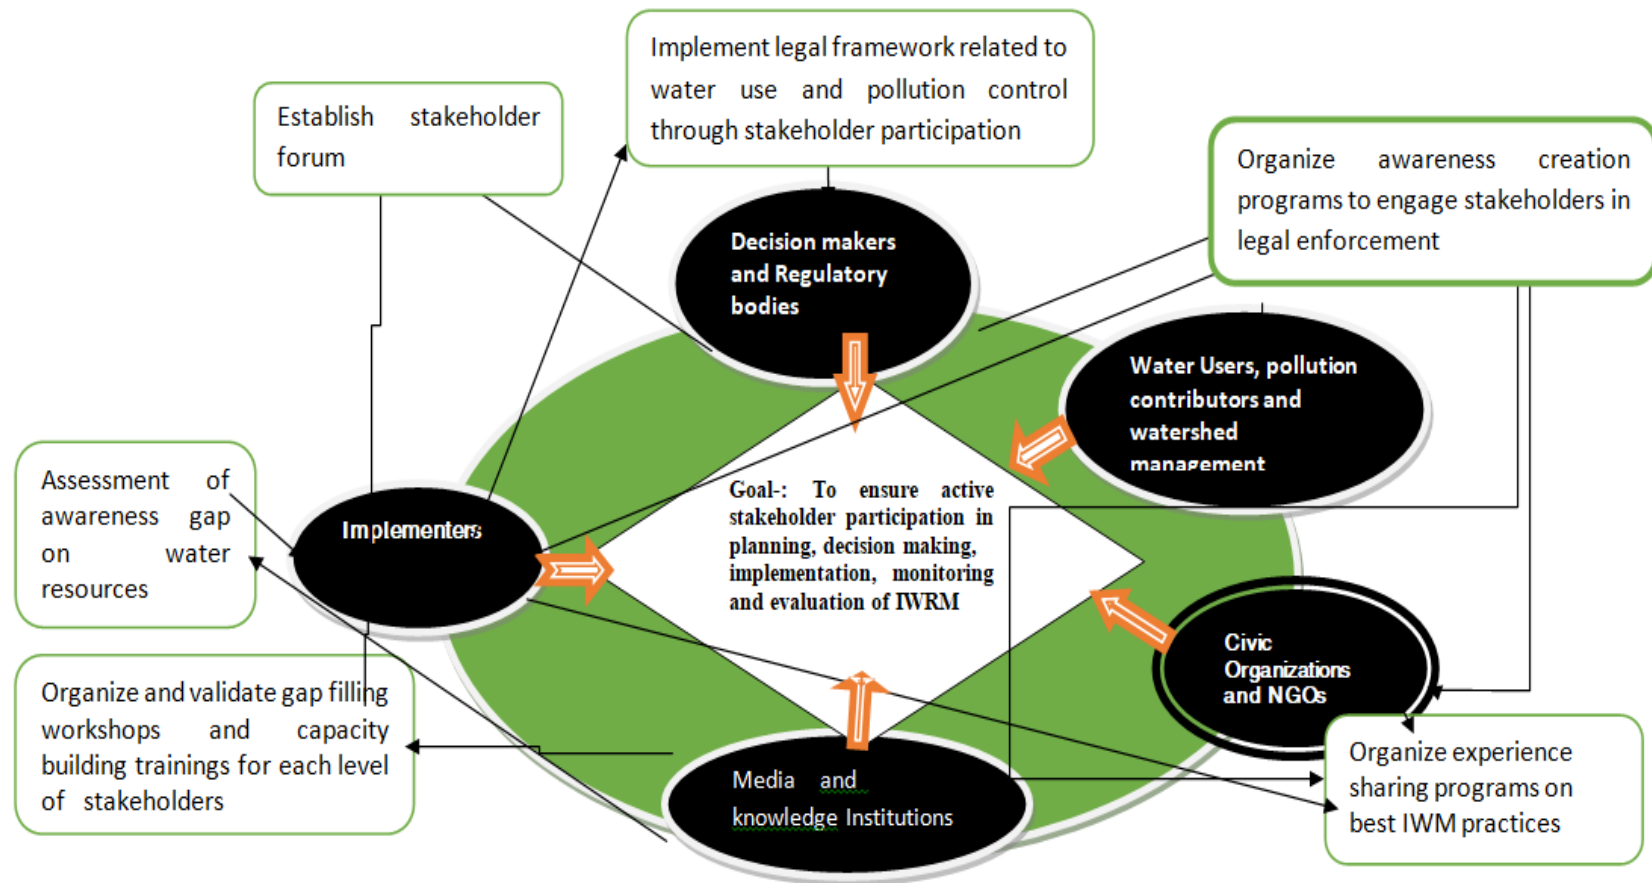 Implement legal framework related to
water use and pollution control
through stakeholder participation
Establish stakeholder
forum
Organize awareness creation
programs to engage stakeholders in
legal enforcement
Decision makers
and Regulatory
bodies
Water Users, pollution
contributors and
watershed
management
Assessment of
awareness gap
on water
resources
Implementers
Goal-: To ensure active
stakeholder participation in
planning, decision making,
implementation, monitoring
and evaluation of IWRM
Civic
Organizations
and NGOs
Organize and validate gap filling
workshops and capacity
building trainings for each level
of stakeholders
Media and
knowledge Institutions
Organize experience
sharing programs on
best IWM practices